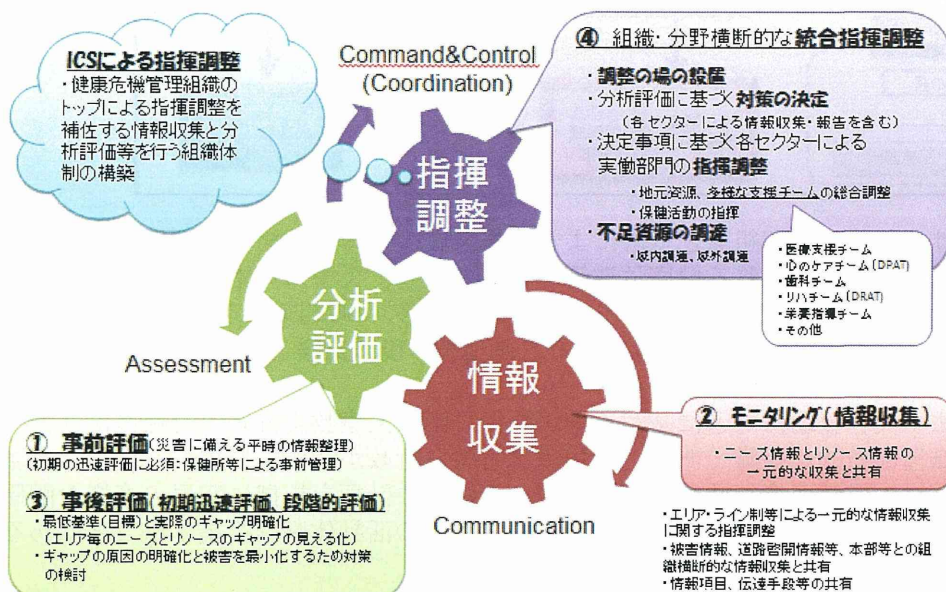 ICSによる指揮調整
・健康危機管理組織の
トップによる指揮調整を
補佐する情報収集と分
析評価等を行う組織体
制の構築
Command&Control
(Coordination)
指揮
調整
④ 組織・分野横断的な統合指揮調整
・調整の場の設置
・分析評価に基づく対策の決定
(各セクターによる情報収集・報告を含む)
・決定事項に基づく各セクターによる
実働部門の指揮調整
・地元資源、多様な支援チームの総合調整
・保健活動の指揮
・不足資源の調達
・域内調達、域外調達
・医療支援チーム
・心のケアチーム(DPAT)
・歯科チーム
・リハチーム(DRAT)
・栄養指導チーム
・その他
分析
評価
Assessment
情報
収集
Communication
① 事前評価(災害に備える平時の情報整理)
(初期の迅速評価に必須:保健所等による事前管理)
③ 事後評価(初期迅速評価、段階的評価)
・最低基準(目標)と実際のギャップ明確化
(エリア毎のニーズとリソースのギャップの見える化)
・ギャップの原因の明確化と被害を最小化するため対策
の検討
② モニタリング(情報収集)
・ニーズ情報とリソース情報の
一元的な収集と共有
・エリア・ライン制等による一元的な情報収集
に関する指揮調整
・被害情報、道路啓開情報等、本部等との組
織横断的な情報収集と共有
・情報項目、伝達手段等の共有